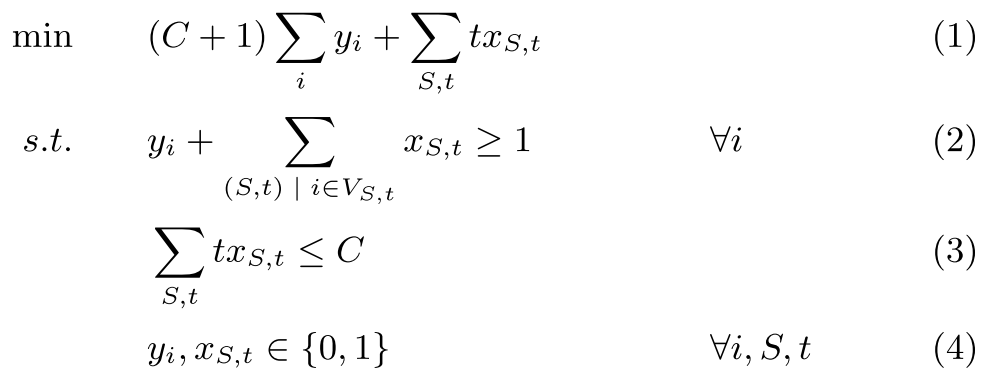 min (C + 1) ∑_i y_i + ∑_{S,t} t x_{S,t} (1)
s.t. y_i + ∑_{(S,t) | i∈V_{S,t}} x_{S,t} ≥ 1 ∀i (2)
∑_{S,t} t x_{S,t} ≤ C (3)
y_i, x_{S,t} ∈ {0, 1} ∀i, S, t (4)